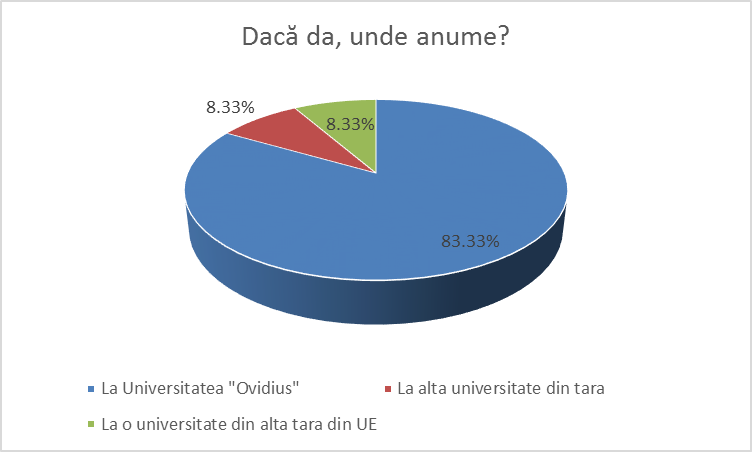 Dacă da, unde anume?
8.33%
8.33%
83.33%
La Universitatea "Ovidius"
La alta universitate din tara
La o universitate din alta tara din UE